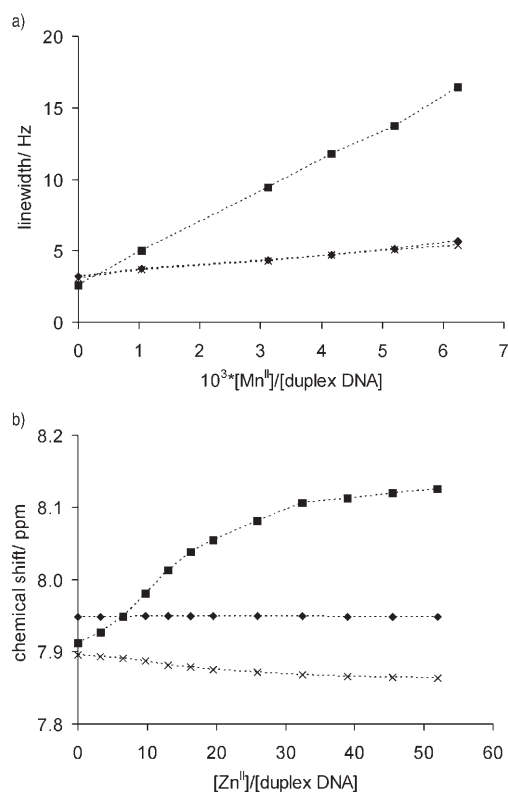 a)
20
15
10
5
0
linewidth/ Hz
0 1 2 3 4 5 6 7
10³*[Mnᴵᴵ]/[duplex DNA]
b)
8.2
8.1
8.0
7.9
7.8
chemical shift/ ppm
0 10 20 30 40 50 60
[Znᴵᴵ]/[duplex DNA]